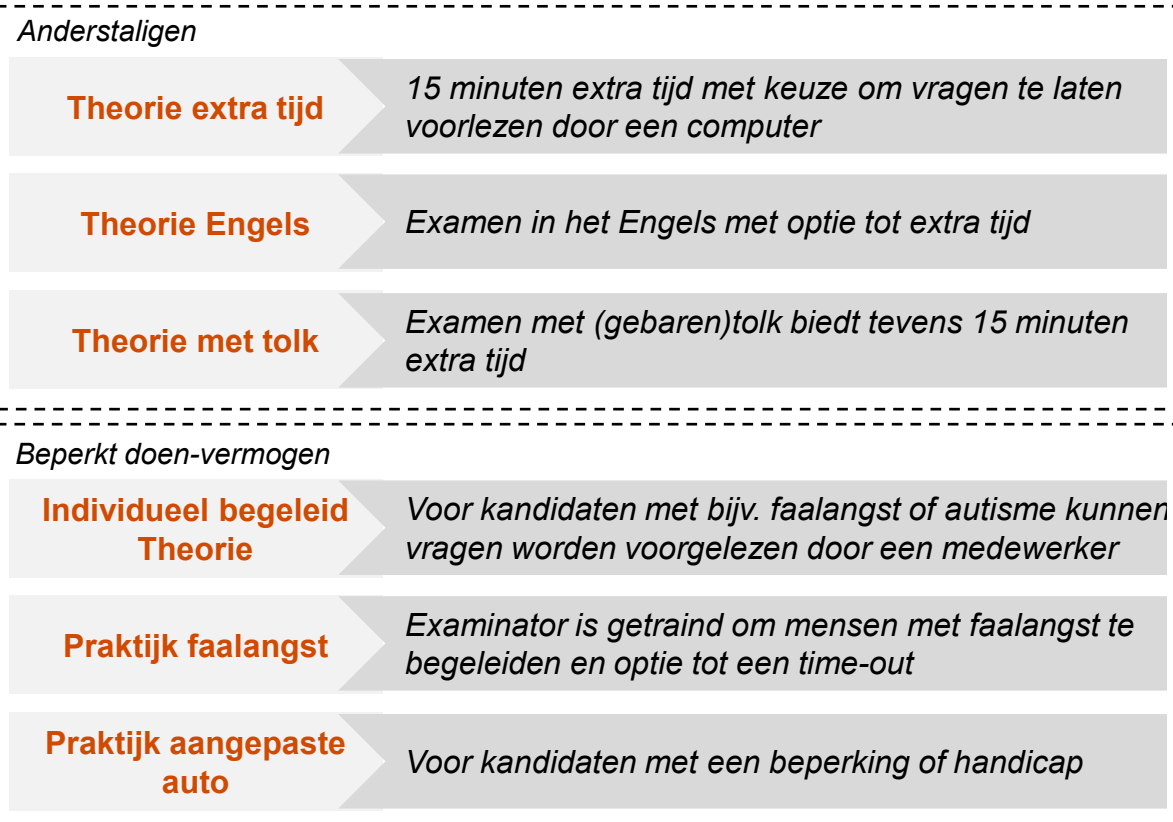 Anderstaligen
Theorie extra tijd
15 minuten extra tijd met keuze om vragen te laten
voorlezen door een computer
Theorie Engels
Examen in het Engels met optie tot extra tijd
Theorie met tolk
Examen met (gebaren)tolk biedt tevens 15 minuten
extra tijd
Beperkt doen-vermogen
Individueel begeleid
Theorie
Voor kandidaten met bijv. faalangst of autisme kunnen
vragen worden voorgelezen door een medewerker
Praktijk faalangst
Examinator is getraind om mensen met faalangst te
begeleiden en optie tot een time-out
Praktijk aangepaste
auto
Voor kandidaten met een beperking of handicap